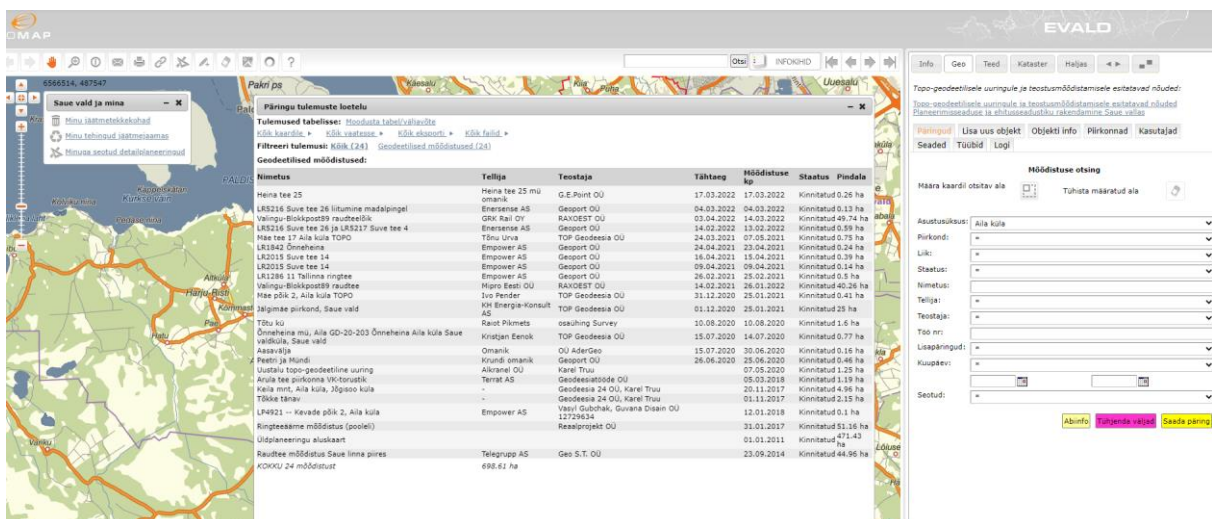 OMAP
EVALD
Otsi
INFOKIHID
Info Geo Teed Kataster Haljas
6566514, 487547
Pakri ps
Käesalu
Kiia
Puha
Uuesalu
Saue vald ja mina
Minu jäätmetekkekohad
Minu tehingud jäätmejaamas
Minuga seotud detailplaneeringud
Päringu tulemuste loetelu
Tulemused tabelisse: Moodusta tabel/väljavõte
Kõik kaardile Kõik vaatesse Kõik eksporti Kõik failid
Filtreeri tulemusi: Kõik (24) Geodeetilised mõõdistused (24)
Geodeetilised mõõdistused:
Nimetus Tellija Teostaja Tähtaeg Mõõdistuse kp Staatus Pindala
Heina tee 25 Heina tee 25 mü omanik G.E.Point OÜ 17.03.2022 17.03.2022 Kinnitatud 0.26 ha
LRS216 Suve tee 26 liitumine madalpingel Enersense AS Geoport OÜ 04.03.2022 04.03.2022 Kinnitatud 0.13 ha
Valingu-Blokkpost89 raudteelõik GRK Rail OY RAXOEST OÜ 03.04.2022 14.03.2022 Kinnitatud 49.74 ha
LRS216 Suve tee 26 ja LRS217 Suve tee 4 Enersense AS Geoport OÜ 14.02.2022 13.02.2022 Kinnitatud 0.59 ha
Mäe tee 17 Aila küla TOPO Tõnu Urva TOP Geodeesia OÜ 24.03.2021 07.05.2021 Kinnitatud 0.75 ha
LR1842 Õnneheina Empower AS Geoport OÜ 24.04.2021 23.04.2021 Kinnitatud 0.24 ha
LR2015 Suve tee 14 Empower AS Geoport OÜ 16.04.2021 15.04.2021 Kinnitatud 0.39 ha
LR2015 Suve tee 14 Empower AS Geoport OÜ 09.04.2021 09.04.2021 Kinnitatud 0.14 ha
LR1286 11 Tallinna ringtee Empower AS Geoport OÜ 26.02.2021 25.02.2021 Kinnitatud 0.5 ha
Valingu-Blokkpost89 raudtee Mipro Eesti OÜ RAXOEST OÜ 14.02.2021 26.01.2022 Kinnitatud 40.26 ha
Mäe põik 2, Aila küla TOPO Ivo Pender TOP Geodeesia OÜ 31.12.2020 25.01.2021 Kinnitatud 0.41 ha
Jälgimäe piirkond, Saue vald KH Energia-Konsult AS TOP Geodeesia OÜ 01.12.2020 25.01.2021 Kinnitatud 25 ha
Tõtu kü Raiot Pikmets osaühing Survey 10.08.2020 10.08.2020 Kinnitatud 1.6 ha
Õnneheina mü, Aila GD-20-203 Õnneheina Aila küla Saue valdküla, Saue vald Kristjan Eenok TOP Geodeesia OÜ 15.07.2020 14.07.2020 Kinnitatud 0.77 ha
Aasavälja Omanik OÜ AderGeo 15.07.2020 30.06.2020 Kinnitatud 0.16 ha
Peetri ja Mündi Krundi omanik Geoport OÜ 26.06.2020 25.06.2020 Kinnitatud 0.46 ha
Uustalu topo-geodeetiline uuring Alkranel OÜ Karel Truu 07.05.2020 Kinnitatud 1.25 ha
Arula tee piirkonna VK-torustik Terrat AS Geodeesiatööde OÜ 05.03.2018 Kinnitatud 1.19 ha
Keila mnt, Aila küla, Jõgisoo küla - Geodeesia 24 OÜ, Karel Truu 20.11.2017 Kinnitatud 4.96 ha
Tõkke tänav - Geodeesia 24 OÜ, Karel Truu 01.11.2017 Kinnitatud 2.15 ha
LP4921 -- Kevade põik 2, Aila küla Empower AS Vasyl Gubchak, Guvana Disain OÜ 12729634 12.01.2018 Kinnitatud 0.1 ha
Ringteeäärne mõõdistus (pooleli) Reaalprojekt OÜ 31.01.2017 Kinnitatud 51.16 ha
Üldplaneeringu aluskaart 01.01.2011 Kinnitatud 471.43 ha
Raudtee mõõdistus Saue linna piires Telegrupp AS Geo S.T. OÜ 23.09.2014 Kinnitatud 44.96 ha
KOKKU 24 mõõdistust 698.61 ha
PALDIS
Kappelskälan
Kolviku nina
Kurkse väin
Pedase nina
Altküla
Harju-Risti
Pae
Hatu
Vanku
Topo-geodeetilisele uuringule ja teostusmõõdistamisele esitatavad nõuded:
Topo-geodeetilisele uuringule ja teostusmõõdistamisele esitatavad nõuded
Planeerimisseaduse ja ehitusseadustiku rakendamine Saue vallas
Päringud Lisa uus objekt Objekti info Piirkonnad Kasutajad
Seaded Tüübid Logi
Mõõdistuse otsing
Määra kaardil otsitav ala Tühista määratud ala
Asustusüksus: Aila küla
Piirkond: =
Liik: =
Staatus: =
Nimetus:
Tellija: =
Teostaja: =
Töö nr:
Lisapäringud: =
Kuupäev: =
Seotud: =
Abiinfo Tühjenda väljad Saada päring